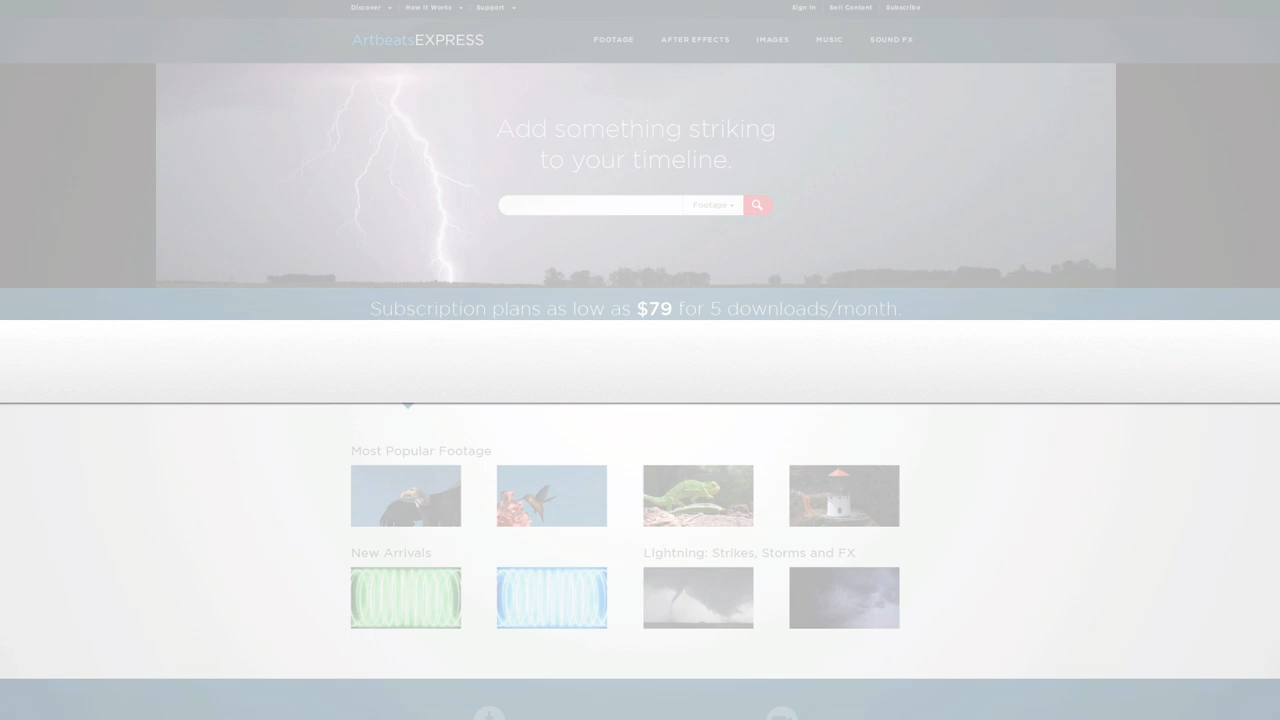 Discover How It Works Support Sign In Sell Content Subscribe
ArtbeatsEXPRESS FOOTAGE AFTER EFFECTS IMAGES MUSIC SOUND FX
Add something striking
to your timeline.
Footage
Subscription plans as low as $79 for 5 downloads/month.
Most Popular Footage
New Arrivals
Lightning: Strikes, Storms and FX